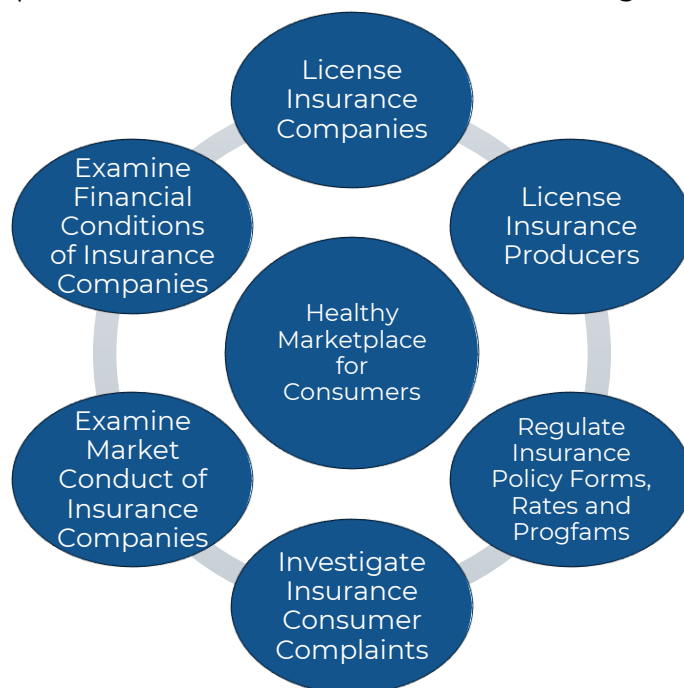 License
Insurance
Companies
License
Insurance
Producers
Regulate
Insurance
Policy Forms,
Rates and
Progfams
Investigate
Insurance
Consumer
Complaints
Examine
Market
Conduct of
Insurance
Companies
Examine
Financial
Conditions
of Insurance
Companies
Healthy
Marketplace
for
Consumers